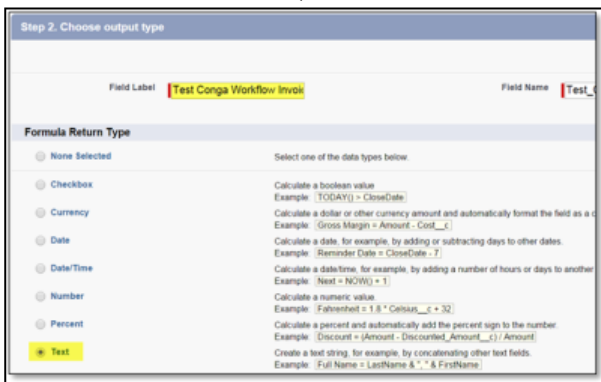 Step 2. Choose output type
Field Label Test Conga Workflow Invoi Field Name Test_
Formula Return Type
None Selected Select one of the data types below.
Checkbox Calculate a boolean value
Example: TODAY() > CloseDate
Currency Calculate a dollar or other currency amount and automatically format the field as a c
Example: Gross Margin = Amount - Cost__c
Date Calculate a date, for example, by adding or subtracting days to other dates.
Example: Reminder Date = CloseDate - 7
Date/Time Calculate a date/time, for example, by adding a number of hours or days to another
Example: Next = NOW() + 1
Number Calculate a numeric value.
Example: Fahrenheit = 1.8 * Celsius__c + 32
Percent Calculate a percent and automatically add the percent sign to the number.
Example: Discount = (Amount - Discounted_Amount__c) / Amount
Text Create a text string, for example, by concatenating other text fields.
Example: Full Name = LastName & ", " & FirstName